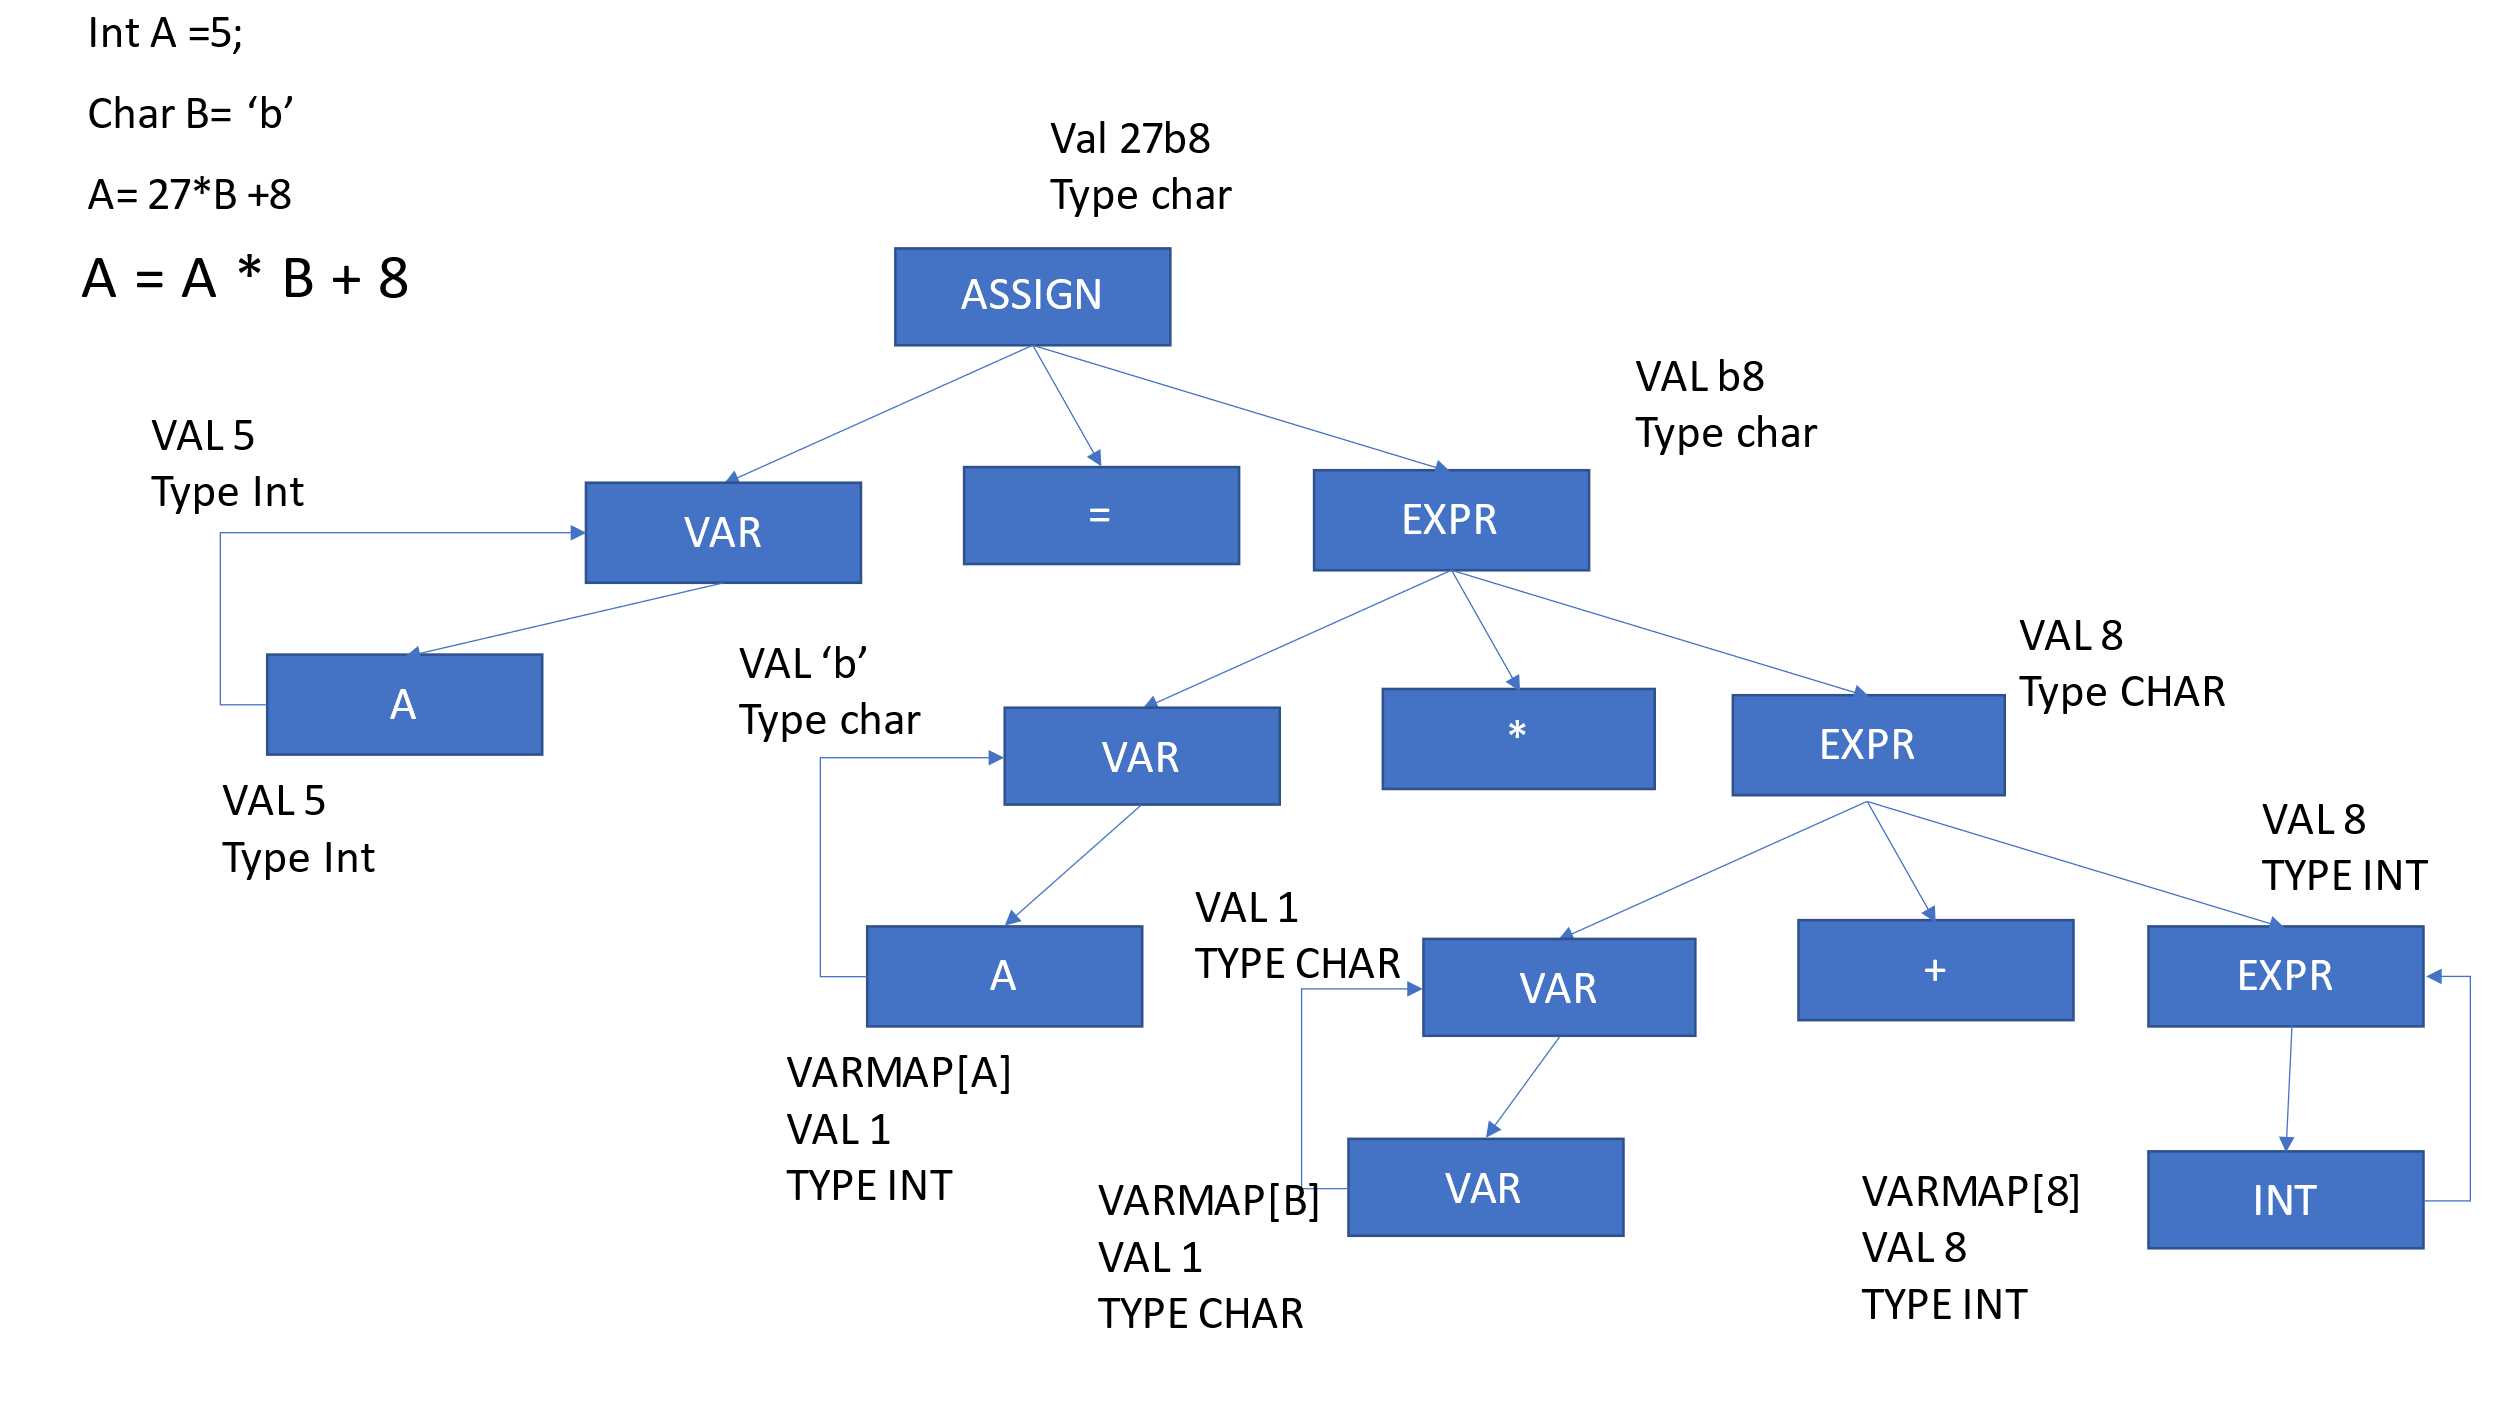 Int A =5;
Char B= ‘b’
A= 27*B +8
A = A * B + 8
Val 27b8
Type char
ASSIGN
VAL b8
Type char
VAL 5
Type Int
VAR
=
EXPR
VAL 8
Type CHAR
VAL ‘b’
Type char
A
VAR
*
EXPR
VAL 5
Type Int
VAL 8
TYPE INT
VAL 1
TYPE CHAR
A
VAR
+
EXPR
VARMAP[A]
VAL 1
TYPE INT
VARMAP[B]
VAL 1
TYPE CHAR
VAR
VARMAP[8]
VAL 8
TYPE INT
INT